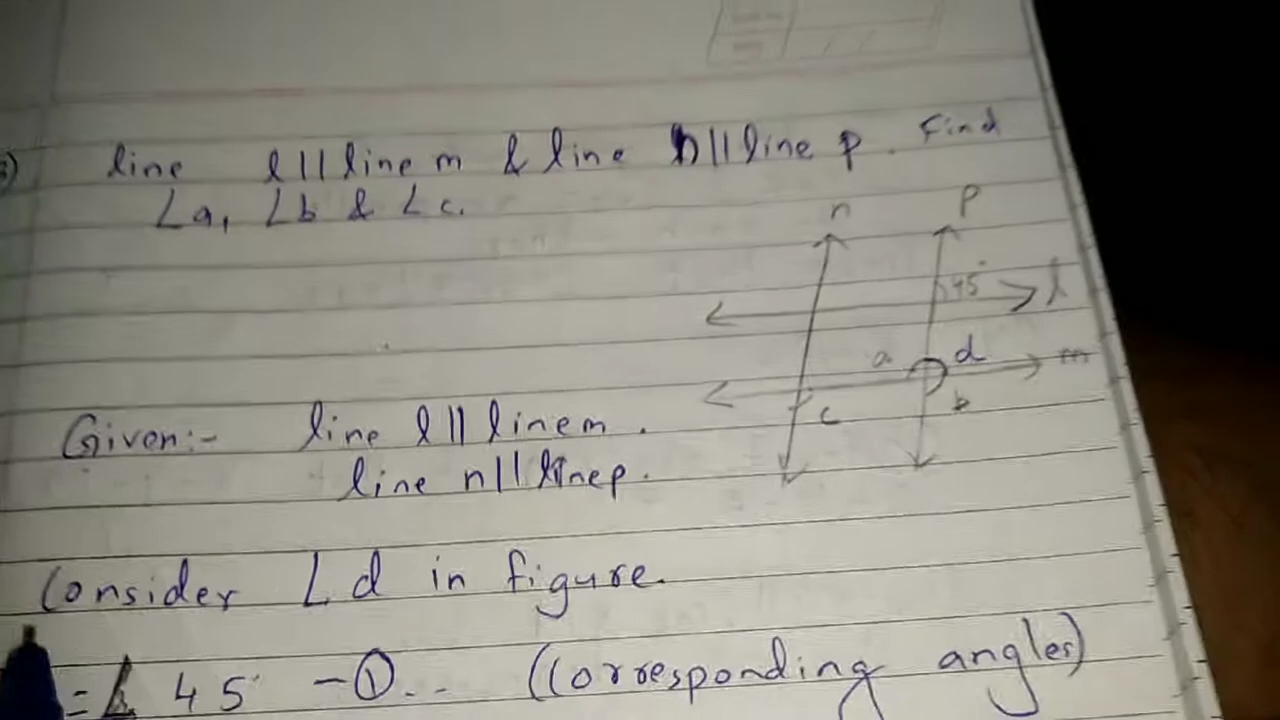 3) line l || line m & line n || line p. Find
∠a, ∠b & ∠c.
n p
45° l
a d m
c b
Given:- line l || line m.
line n || line p.
Consider ∠d in figure.
= 45° -①.. (Corresponding angles)